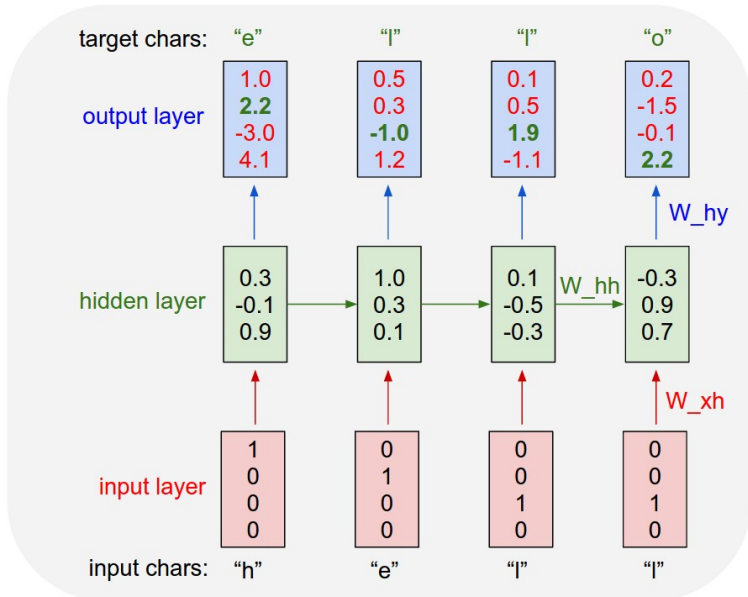 target chars: “e” “l” “l” “o”
1.0 0.5 0.1 0.2
2.2 0.3 0.5 -1.5
output layer
-3.0 -1.0 1.9 -0.1
4.1 1.2 -1.1 2.2
W_hy
0.3 1.0 0.1 -0.3
W_hh
hidden layer -0.1 0.3 -0.5 0.9
0.9 0.1 -0.3 0.7
W_xh
1 0 0 0
0 1 0 0
input layer
0 0 1 1
0 0 0 0
input chars: “h” “e” “l” “l”